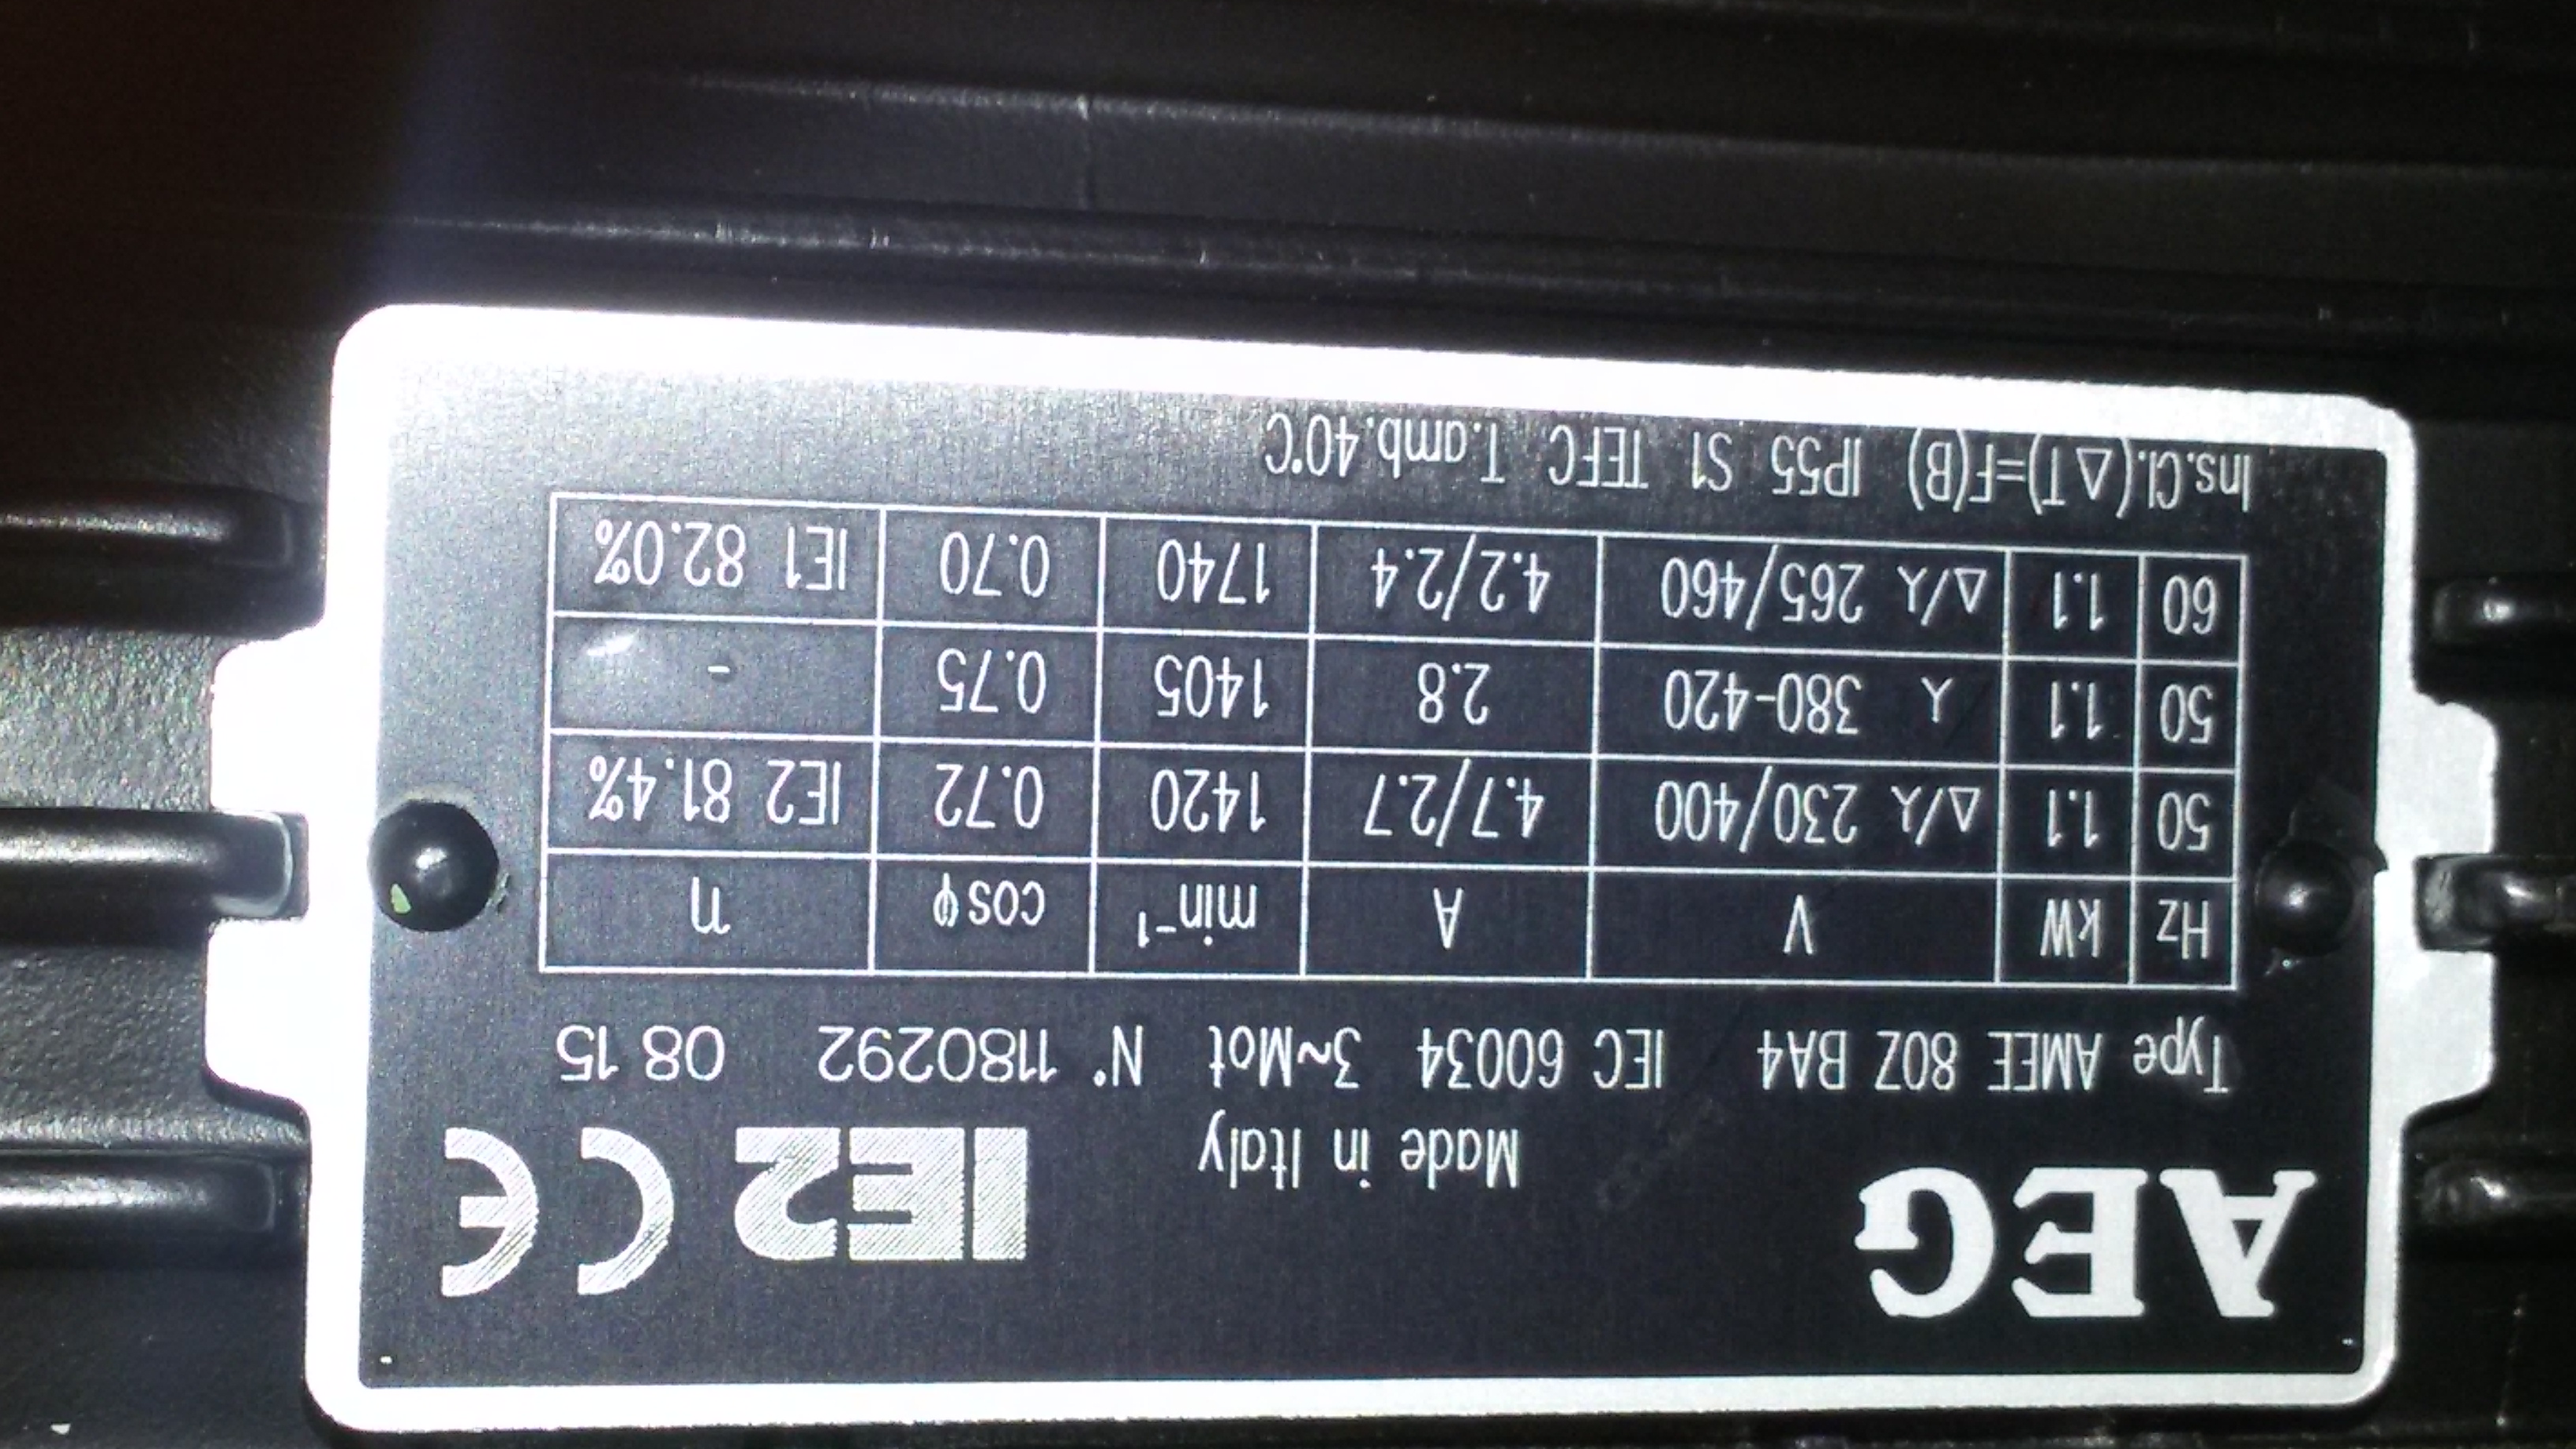 AEG
Made in Italy
IE2 CE
Type AMEE 80Z BA4 IEC 60034 3~Mot N° 1180292 08 15
Hz kW V A min⁻¹ cosφ η
50 1.1 Δ/⅄ 230/400 4.7/2.7 1420 0.72 IE2 81.4%
50 1.1 ⅄ 380-420 2.8 1405 0.75 -
60 1.1 Δ/⅄ 265/460 4.2/2.4 1740 0.70 IE1 82.0%
Ins.Cl.(ΔT)=F(B) IP55 S1 TEFC T.amb.40°C